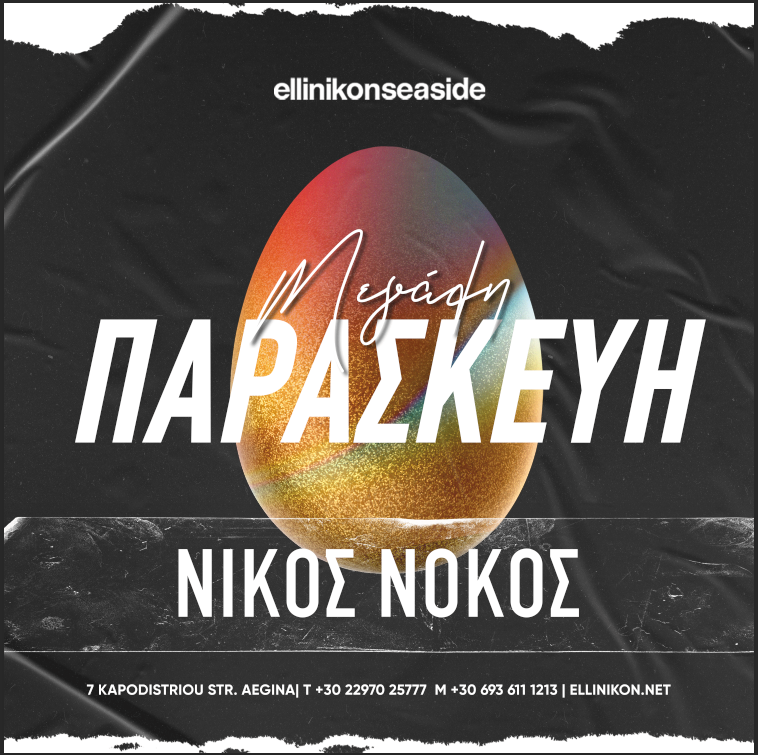 ellinikonseaside
Μεγάλη
ΠΑΡΑΣΚΕΥΗ
ΝΙΚΟΣ ΝΟΚΟΣ
7 KAPODISTRIOU STR. AEGINA| T +30 22970 25777  M +30 693 611 1213 | ELLINIKON.NET